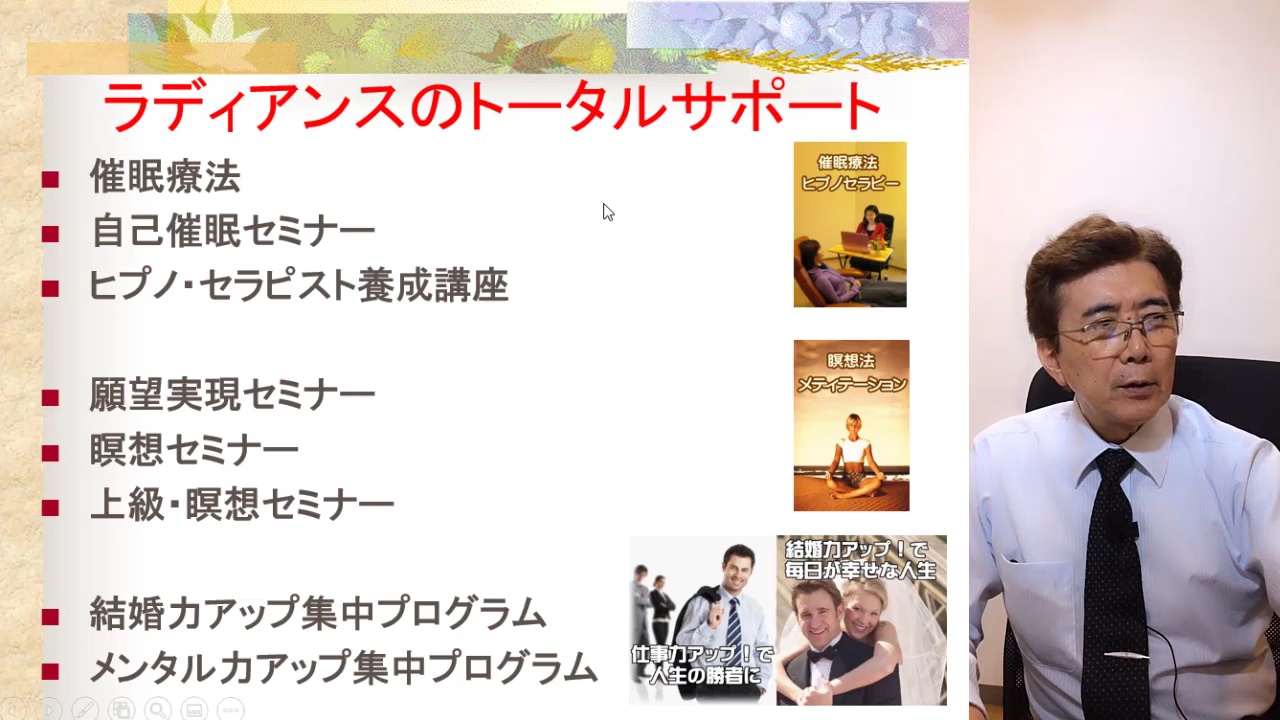 ラディアンスのトータルサポート
催眠療法
自己催眠セミナー
ヒプノ・セラピスト養成講座
願望実現セミナー
瞑想セミナー
上級・瞑想セミナー
結婚力アップ集中プログラム
メンタル力アップ集中プログラム
催眠療法
ヒプノセラピー
瞑想法
メディテーション
仕事力アップ！で
人生の勝者に
結婚力アップ！で
毎日が幸せな人生